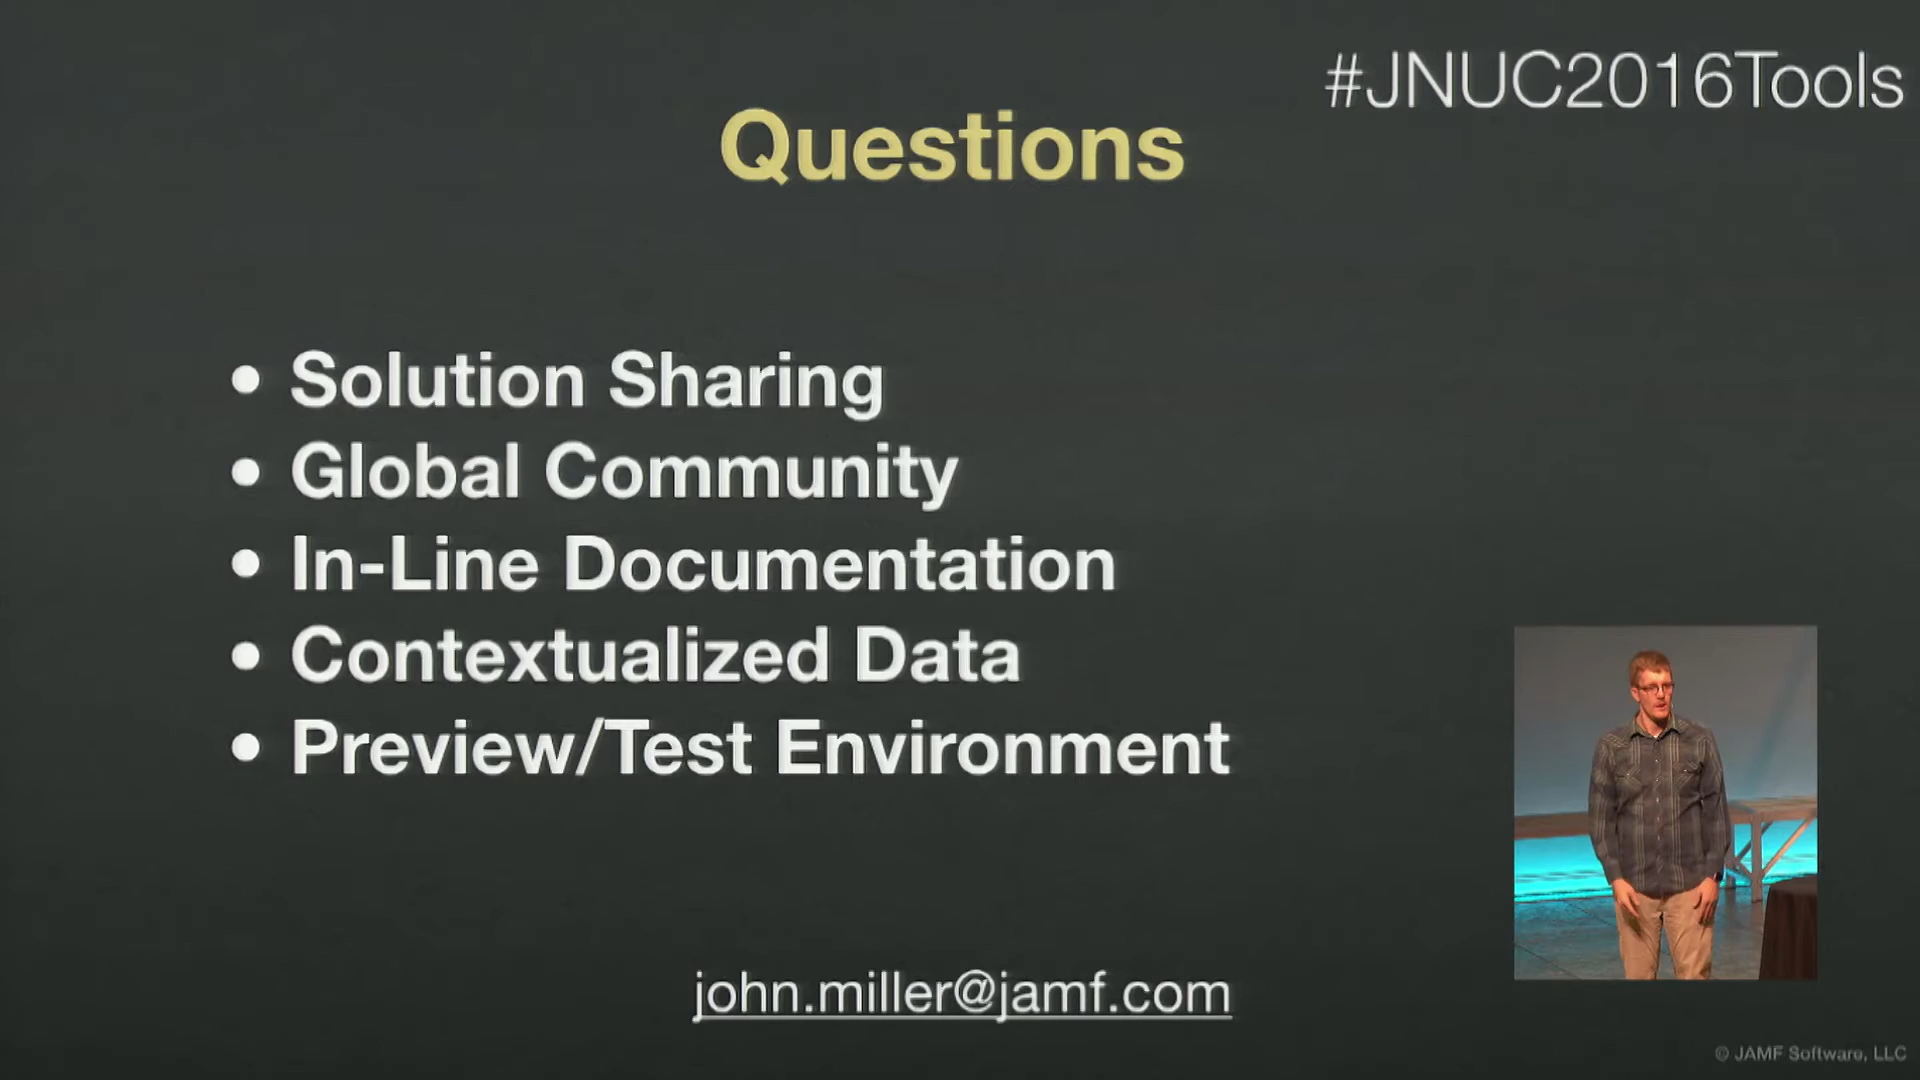 #JNUC2016Tools
Questions
• Solution Sharing
• Global Community
• In-Line Documentation
• Contextualized Data
• Preview/Test Environment
john.miller@jamf.com
© JAMF Software, LLC